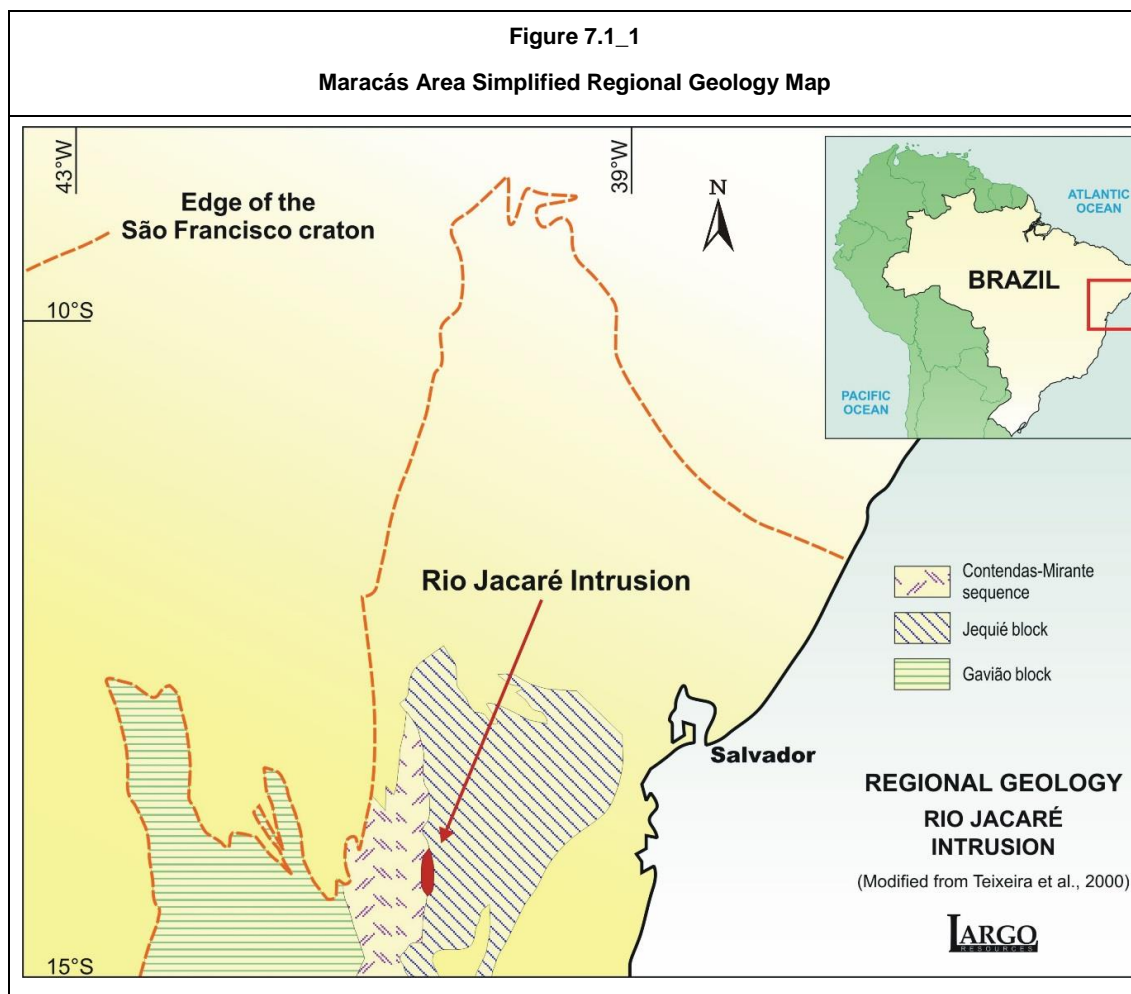 Figure 7.1_1
Maracás Area Simplified Regional Geology Map
43°W
39°W
N
Edge of the
São Francisco craton
10°S
ATLANTIC
OCEAN
BRAZIL
PACIFIC
OCEAN
Rio Jacaré Intrusion
Contendas-Mirante
sequence
Jequié block
Gavião block
Salvador
REGIONAL GEOLOGY
RIO JACARÉ
INTRUSION
(Modified from Teixeira et al., 2000)
LARGO
RESOURCES
15°S